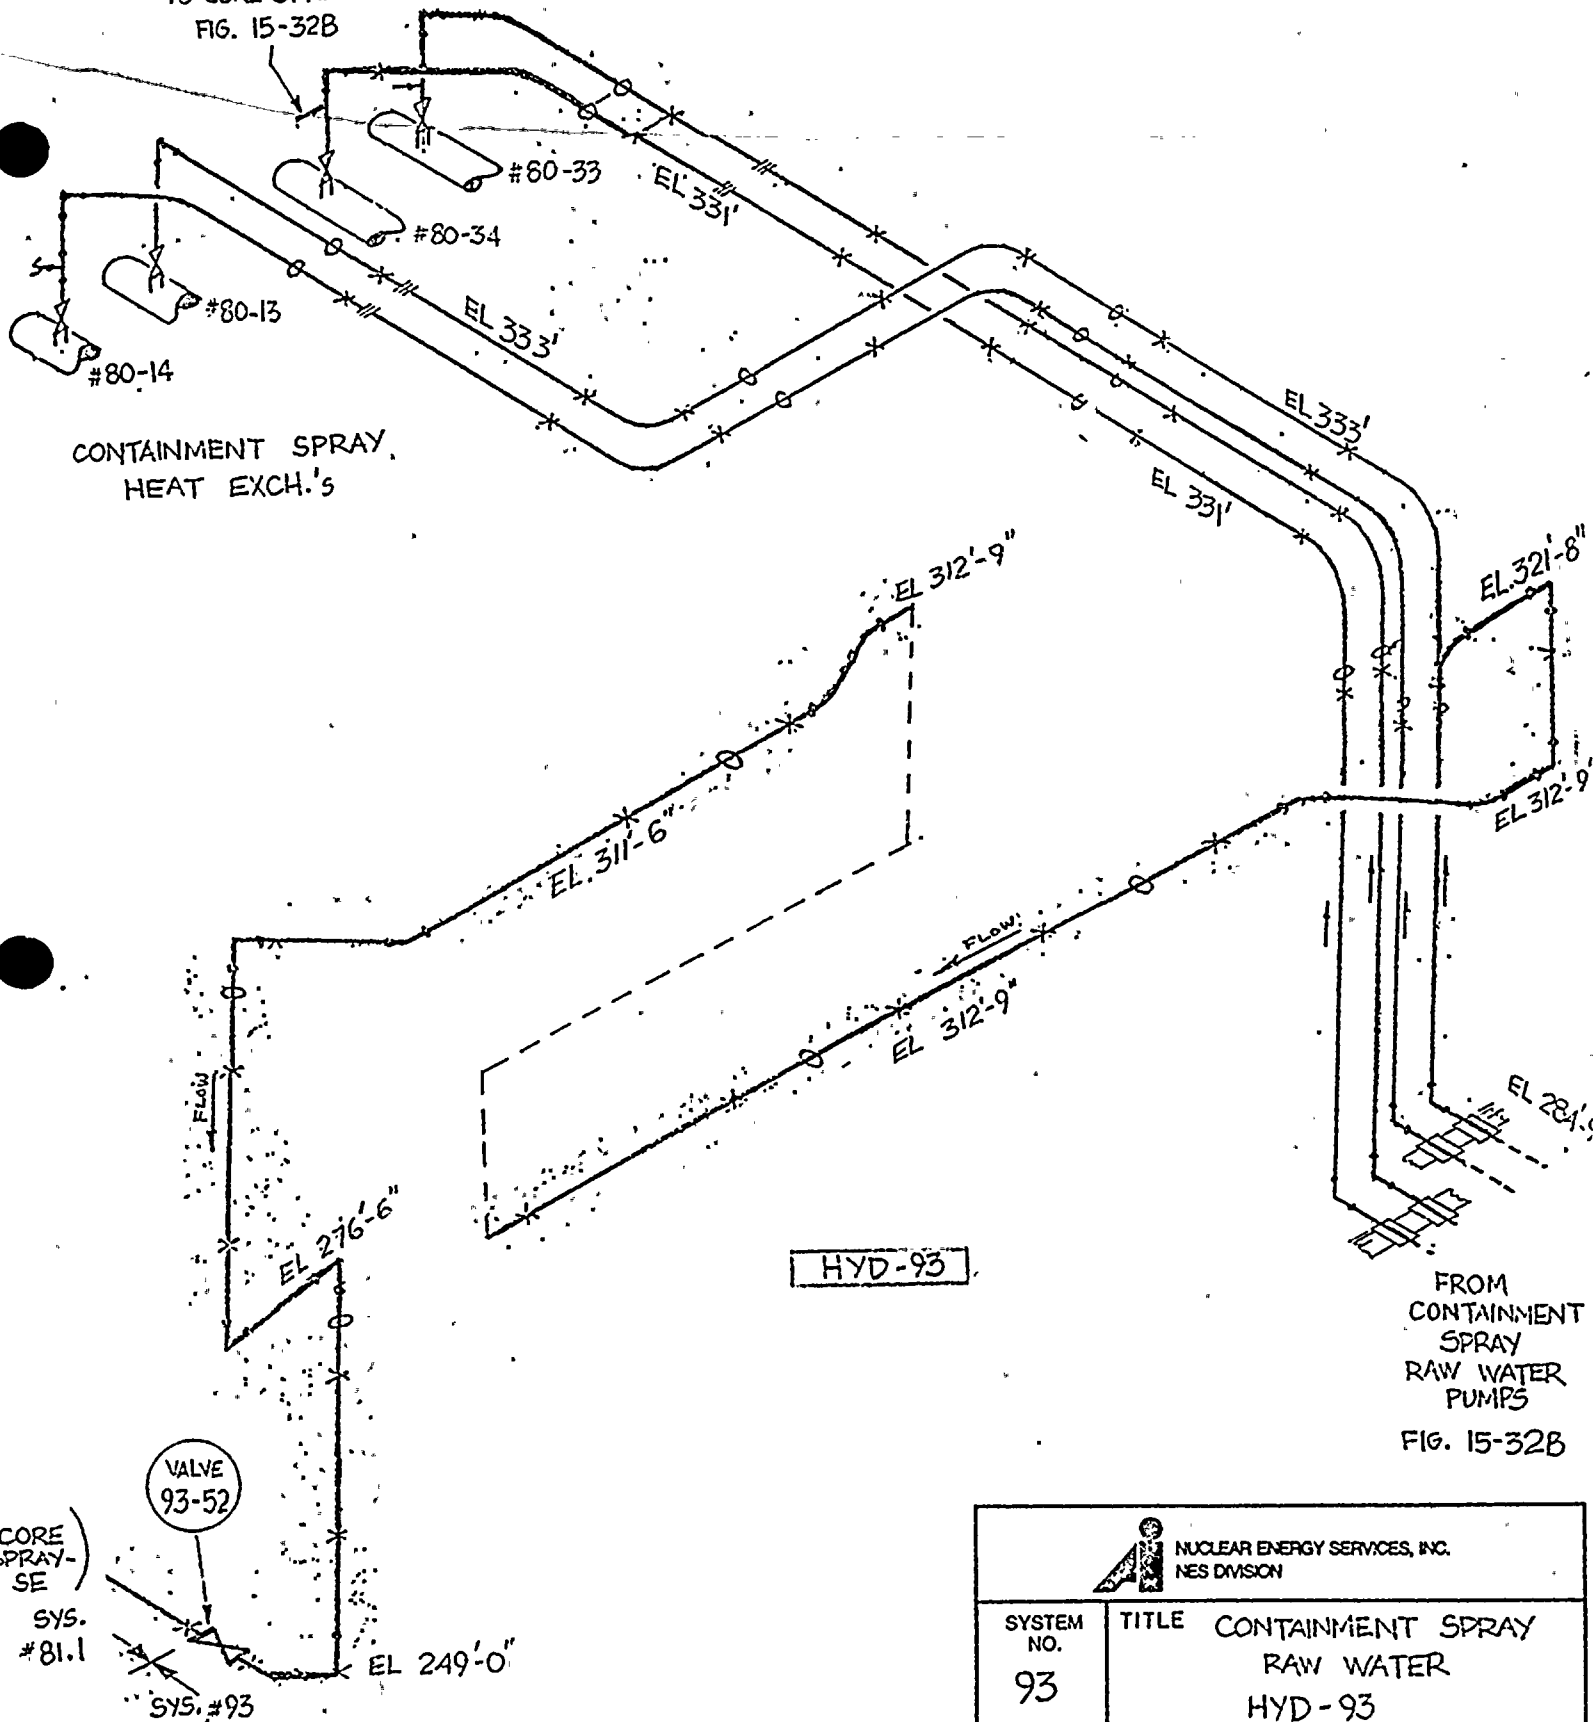 FIG. 15-32B
#80-33
#80-34
#80-13
#80-14
EL 331'
EL 333'
CONTAINMENT SPRAY
HEAT EXCH.'s
EL 333'
EL 331'
EL 312'-9"
EL. 321'-8"
EL 312'-9"
EL. 311'-6"
FLOW
EL 312'-9"
FLOW
EL 276'-6"
HYD-93
EL 284'-9
FROM
CONTAINMENT
SPRAY
RAW WATER
PUMPS
FIG. 15-32B
VALVE
93-52
CORE
SPRAY-
SE
SYS.
#81.1
SYS. #93
EL 249'-0"
NUCLEAR ENERGY SERVICES, INC.
NES DIVISION
SYSTEM
NO.
93
TITLE CONTAINMENT SPRAY
RAW WATER
HYD-93